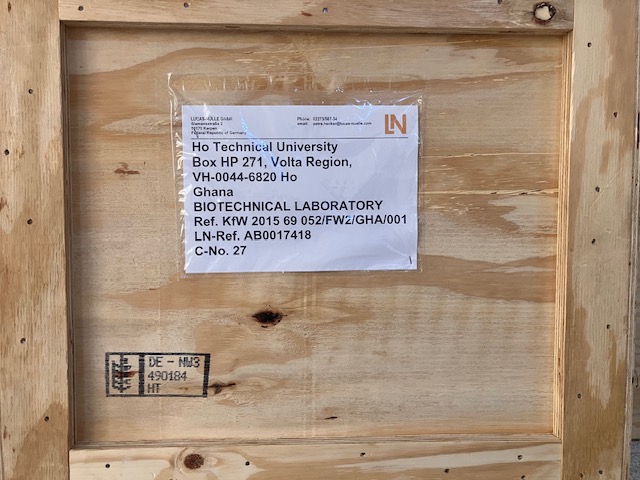 LUCAS-NÜLLE GmbH
Siemensstraße 2
50170 Kerpen
Federal Republic of Germany
Phone:
email:
LN
Ho Technical University
Box HP 271, Volta Region,
VH-0044-6820 Ho
Ghana
BIOTECHNICAL LABORATORY
Ref. KfW 2015 69 052/FW2/GHA/001
LN-Ref. AB0017418
C-No. 27
DE - NW3
490184
HT